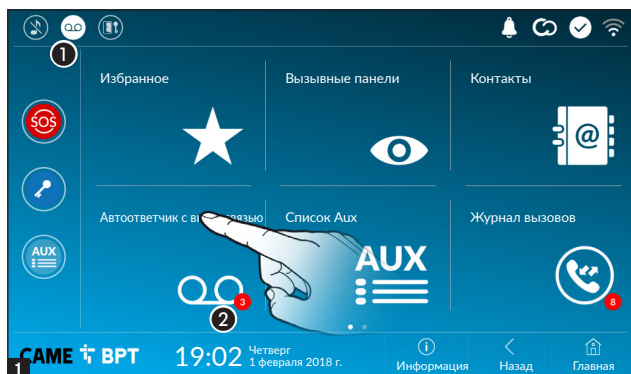 1
Избранное
Вызывные панели
Контакты
SOS
@
Автоответчик с связью
Список Aux
Журнал вызовов
AUX
AUX
3
2
8
CAME BPT
19:02
Четверг
1 февраля 2018 г.
i
Информация
Назад
Главная
1